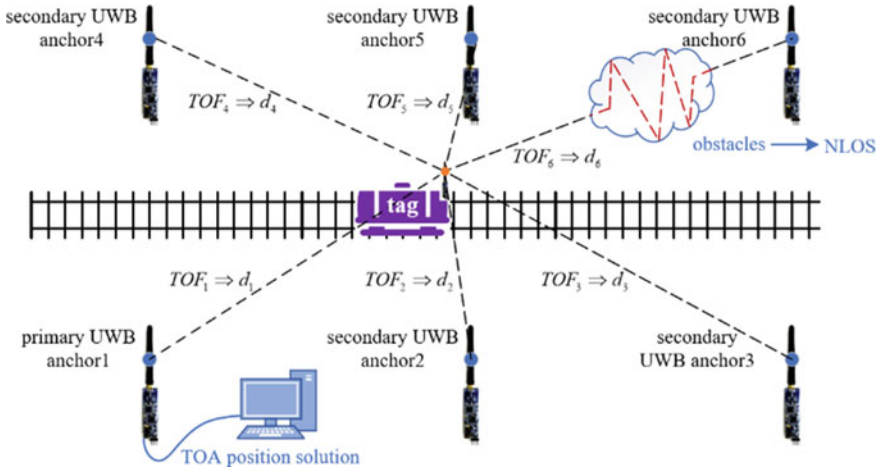 secondary UWB
anchor4
secondary UWB
anchor5
secondary UWB
anchor6
TOF₄ ⇒ d₄
TOF₅ ⇒ d₅
TOF₆ ⇒ d₆
obstacles → NLOS
tag
TOF₁ ⇒ d₁
TOF₂ ⇒ d₂
TOF₃ ⇒ d₃
primary UWB
anchor1
secondary UWB
anchor2
secondary
UWB anchor3
TOA position solution